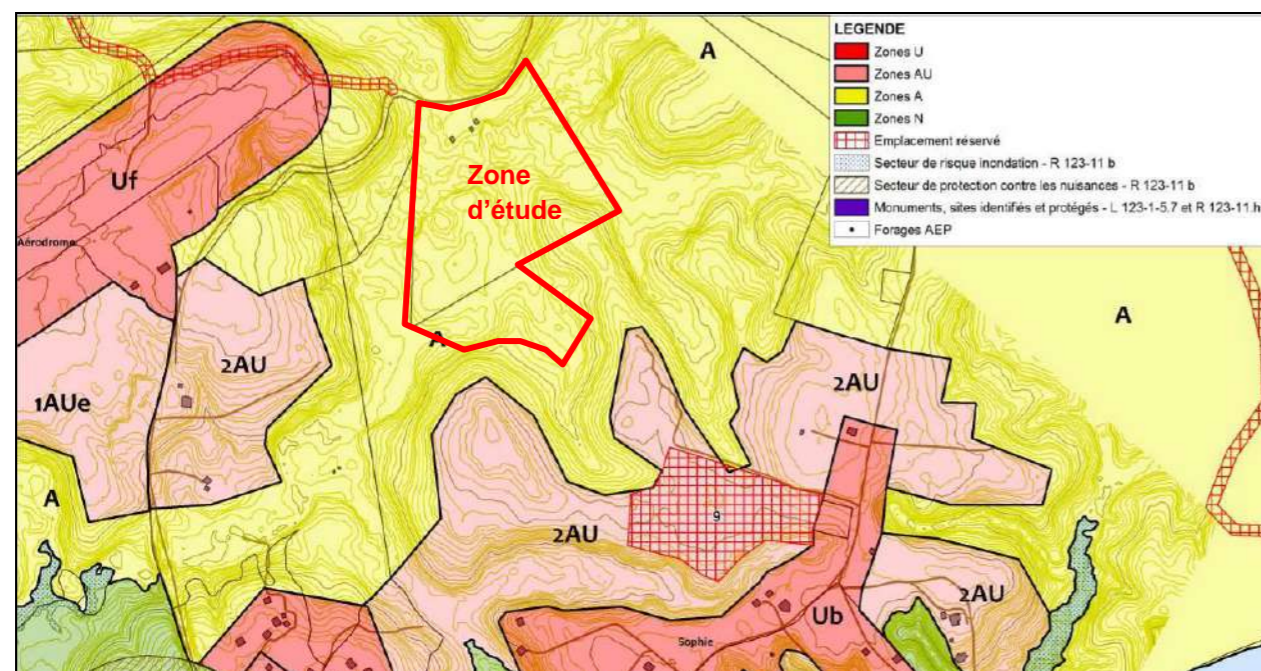 LEGENDE
Zones U
Zones AU
Zones A
Zones N
Emplacement réservé
Secteur de risque inondation - R 123-11 b
Secteur de protection contre les nuisances - R 123-11 b
Monuments, sites identifiés et protégés - L 123-1-5.7 et R 123-11.h
Forages AEP
A
Uf
Zone
d'étude
Aérodrome
A
A
2AU
2AU
1AUe
A
9
2AU
2AU
Ub
Sophie